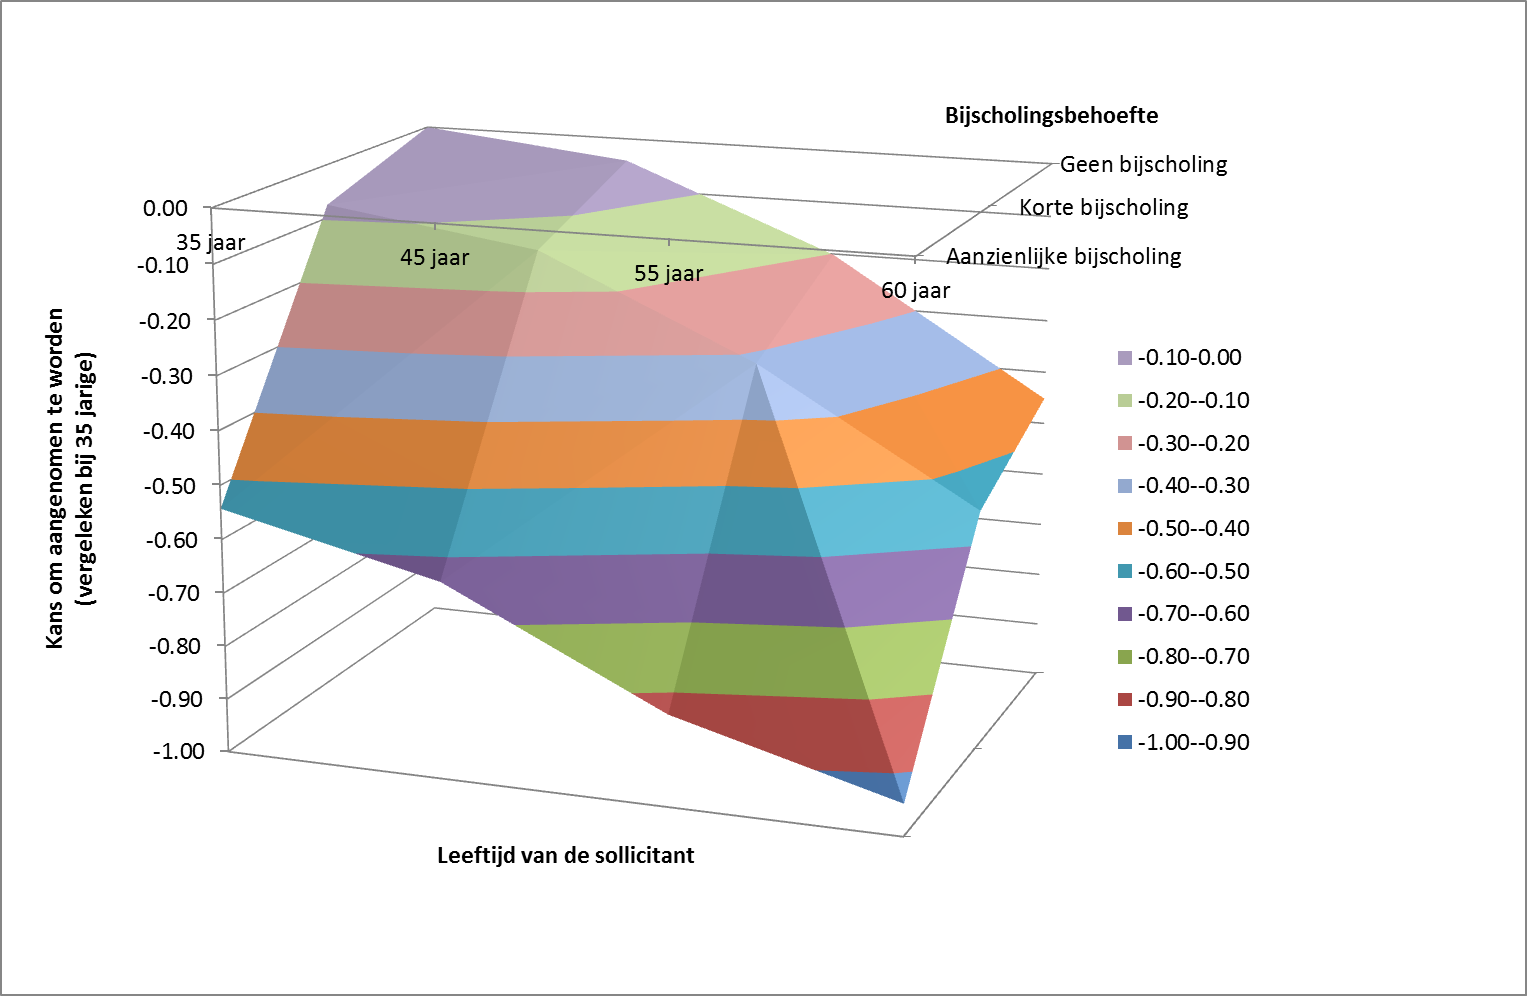 Bijscholingsbehoefte
Geen bijscholing
Korte bijscholing
Aanzienlijke bijscholing
0.00
-0.10
-0.20
-0.30
-0.40
-0.50
-0.60
-0.70
-0.80
-0.90
-1.00
35 jaar
45 jaar
55 jaar
60 jaar
Kans om aangenomen te worden
(vergeleken bij 35 jarige)
Leeftijd van de sollicitant
-0.10-0.00
-0.20--0.10
-0.30--0.20
-0.40--0.30
-0.50--0.40
-0.60--0.50
-0.70--0.60
-0.80--0.70
-0.90--0.80
-1.00--0.90